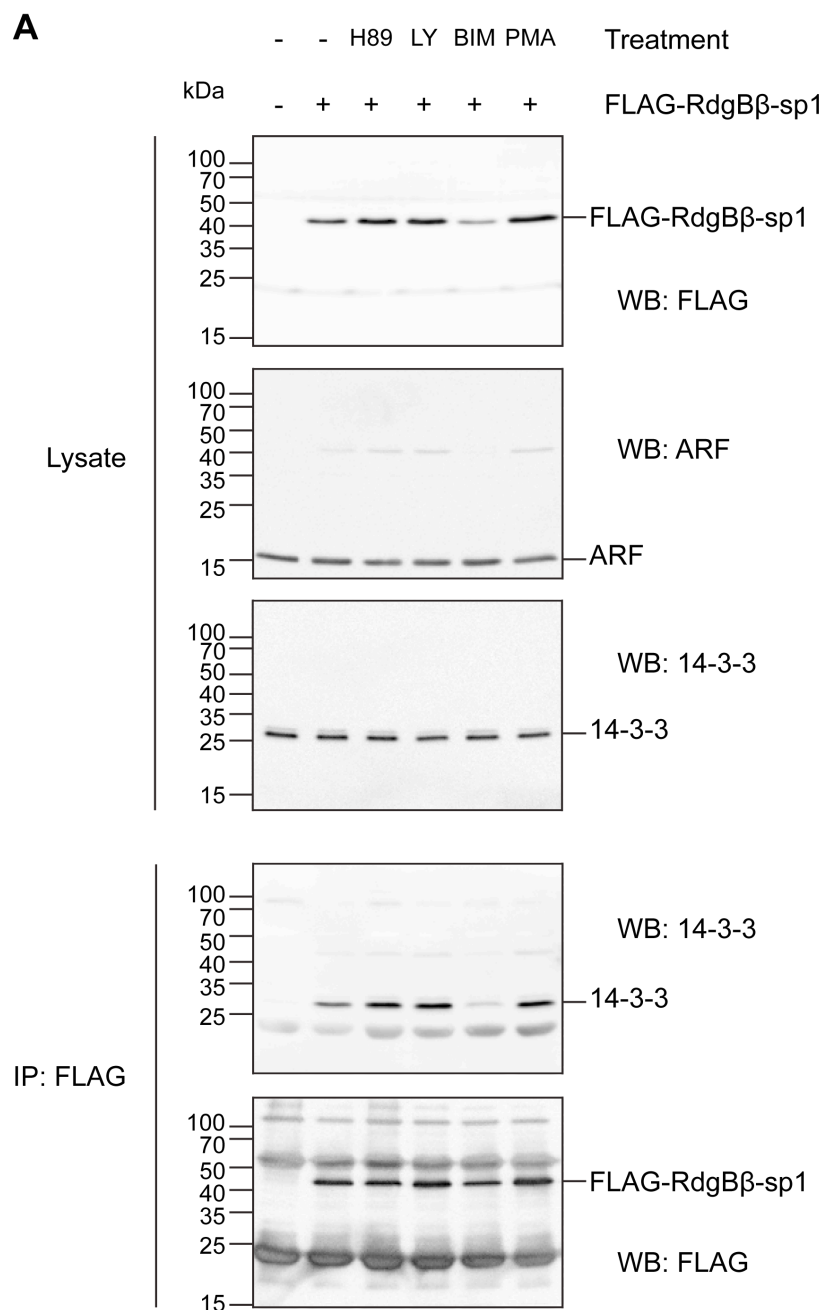 A
- - H89 LY BIM PMA Treatment
kDa
- + + + + + FLAG-RdgBβ-sp1
100
70
50
40
35
25
15
FLAG-RdgBβ-sp1
WB: FLAG
Lysate
100
70
50
40
35
25
15
WB: ARF
ARF
100
70
50
40
35
25
15
WB: 14-3-3
14-3-3
IP: FLAG
100
70
50
40
35
25
WB: 14-3-3
14-3-3
100
70
50
40
35
25
15
FLAG-RdgBβ-sp1
WB: FLAG